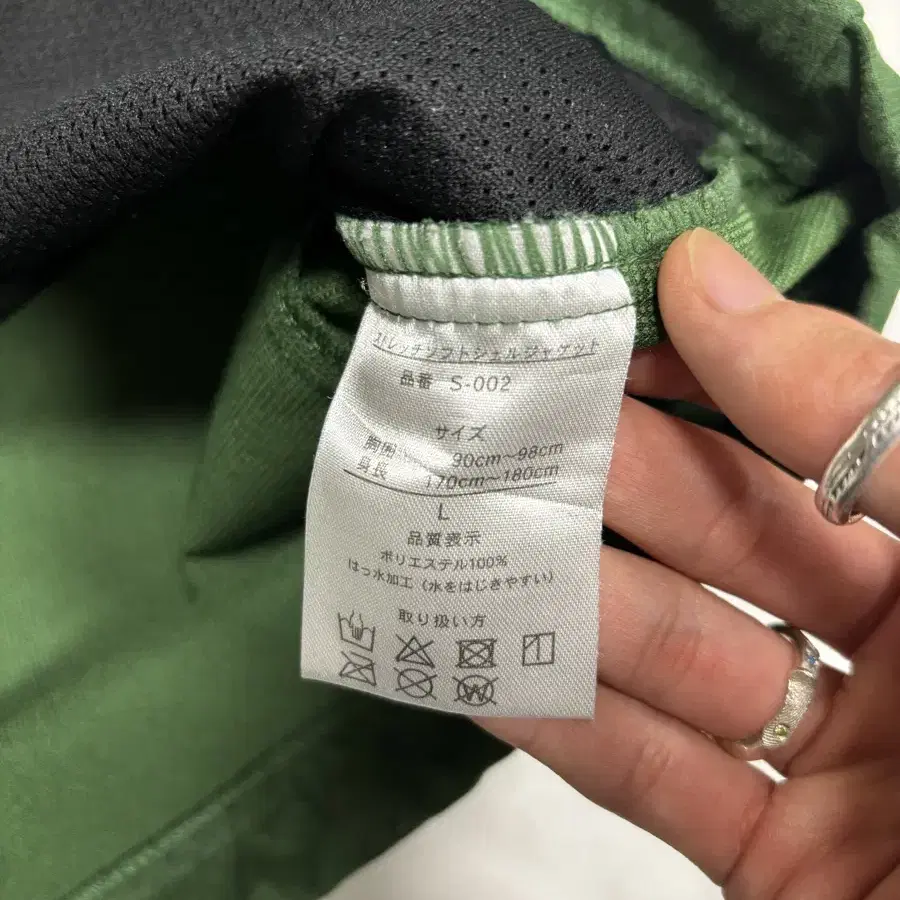 ストレッチソフトシェルジャケット
品番 S-002
サイズ
胸囲 90cm～98cm
身長 170cm～180cm
L
品質表示
ポリエステル100%
はっ水加工（水をはじきやすい）
取り扱い方